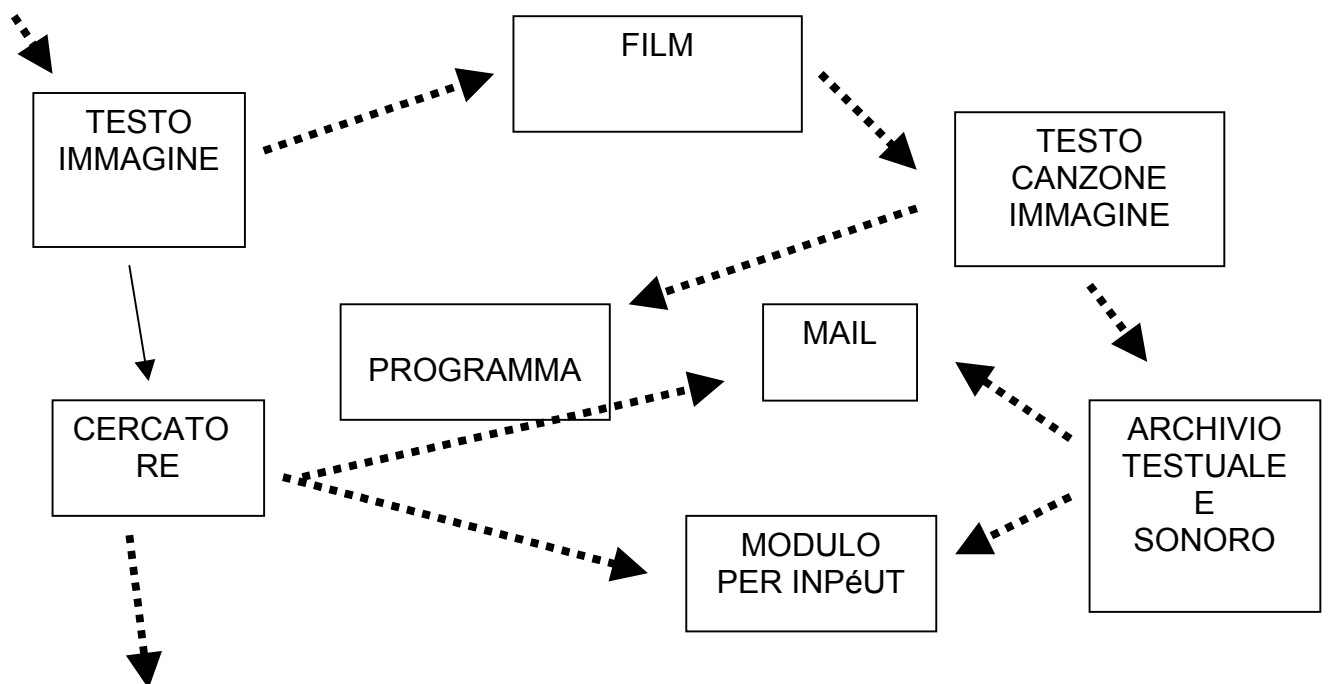 FILM
TESTO
IMMAGINE
TESTO
CANZONE
IMMAGINE
PROGRAMMA
MAIL
CERCATO
RE
ARCHIVIO
TESTUALE
E
SONORO
MODULO
PER INPéUT